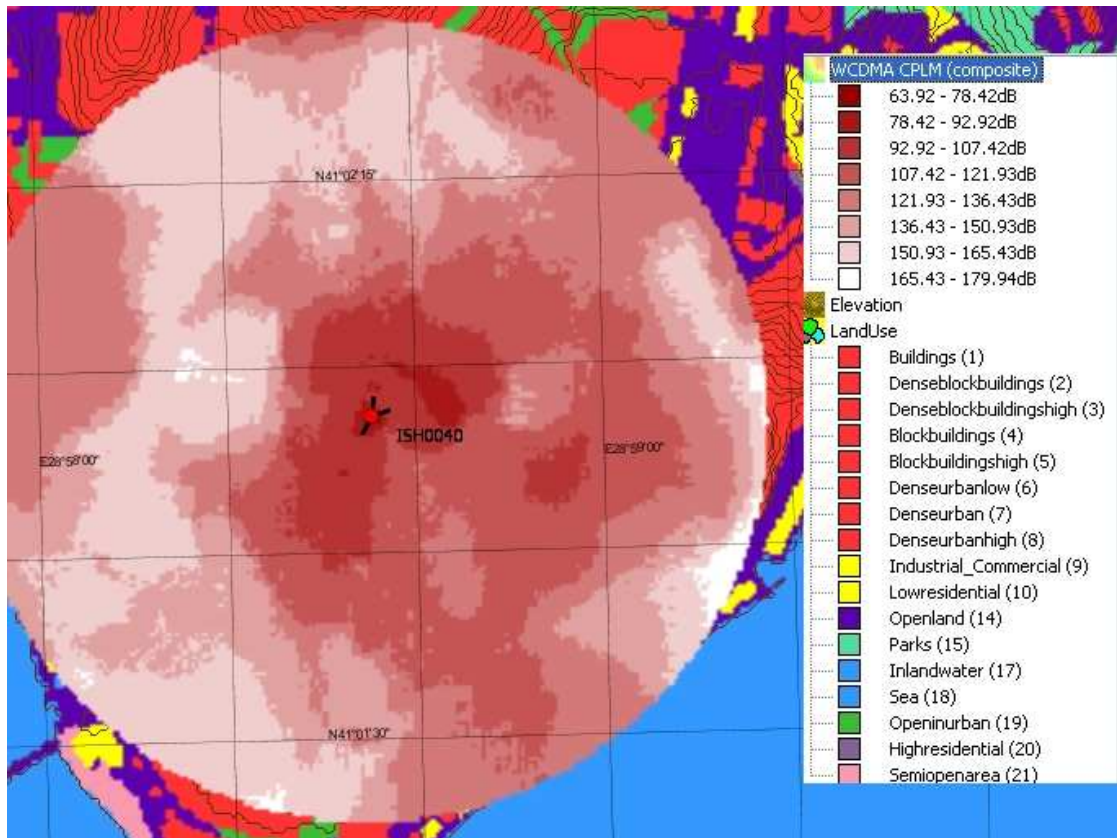 WCDMA CPLM (composite)
63.92 - 78.42dB
78.42 - 92.92dB
92.92 - 107.42dB
107.42 - 121.93dB
121.93 - 136.43dB
136.43 - 150.93dB
150.93 - 165.43dB
165.43 - 179.94dB
Elevation
LandUse
Buildings (1)
Denseblockbuildings (2)
Denseblockbuildingshigh (3)
Blockbuildings (4)
Blockbuildingshigh (5)
Denseurbanlow (6)
Denseurban (7)
Denseurbanhigh (8)
Industrial_Commercial (9)
Lowresidential (10)
Openland (14)
Parks (15)
Inlandwater (17)
Sea (18)
Openinurban (19)
Highresidential (20)
Semiopenarea (21)
N41°02'15"
ISH0040
E28°58'00"
E28°59'00"
N41°01'30"